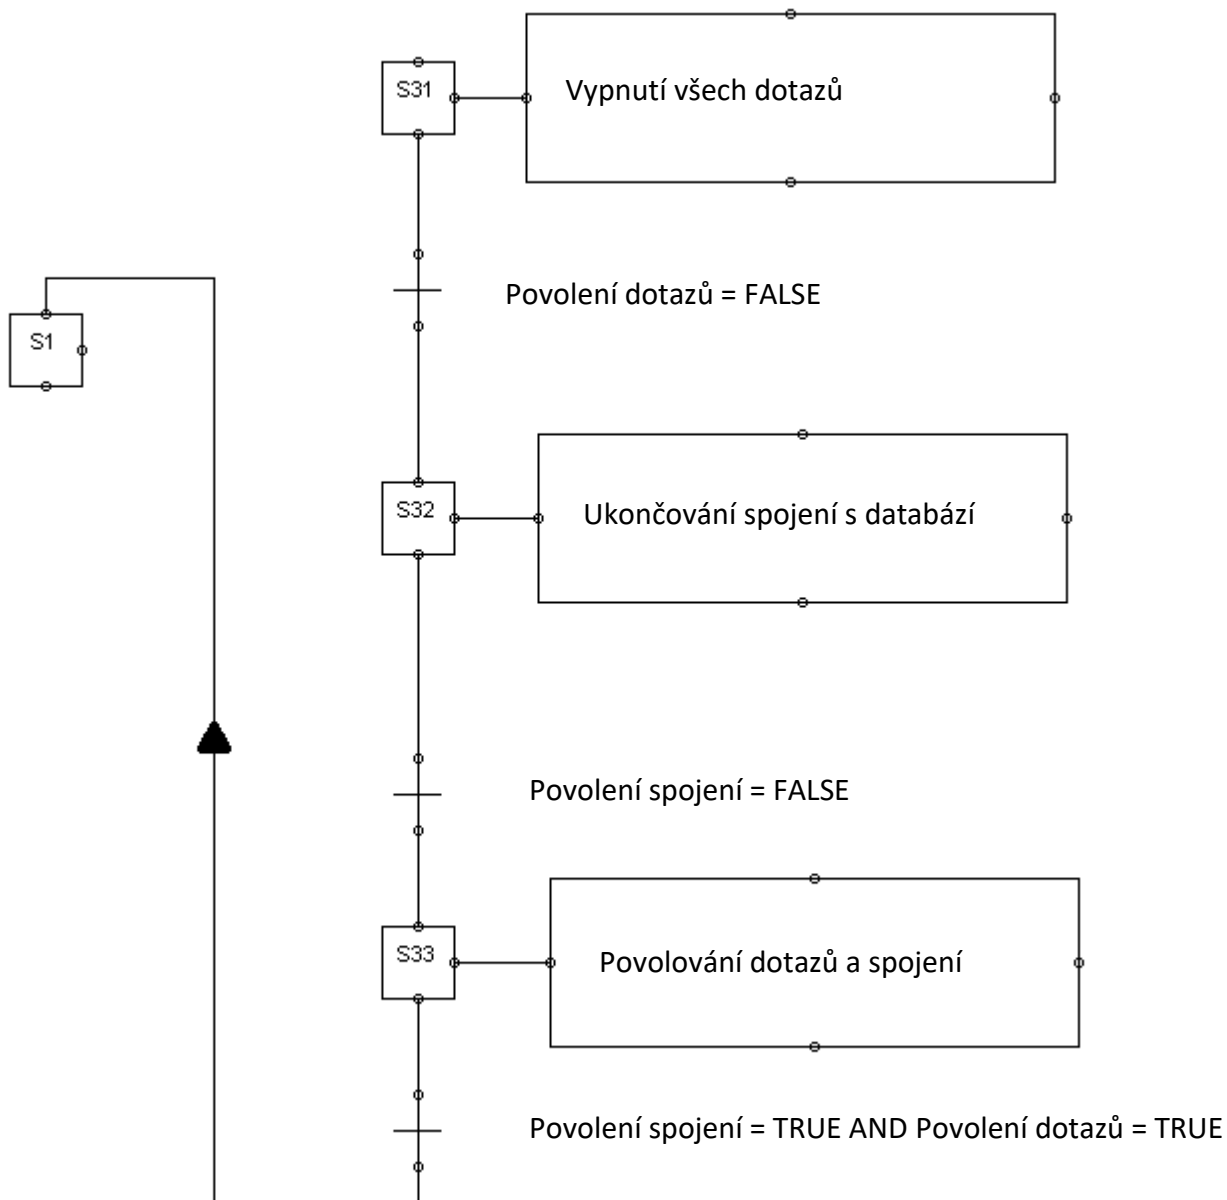 S31
Vypnutí všech dotazů
Povolení dotazů = FALSE
S1
S32
Ukončování spojení s databází
Povolení spojení = FALSE
S33
Povolování dotazů a spojení
Povolení spojení = TRUE AND Povolení dotazů = TRUE